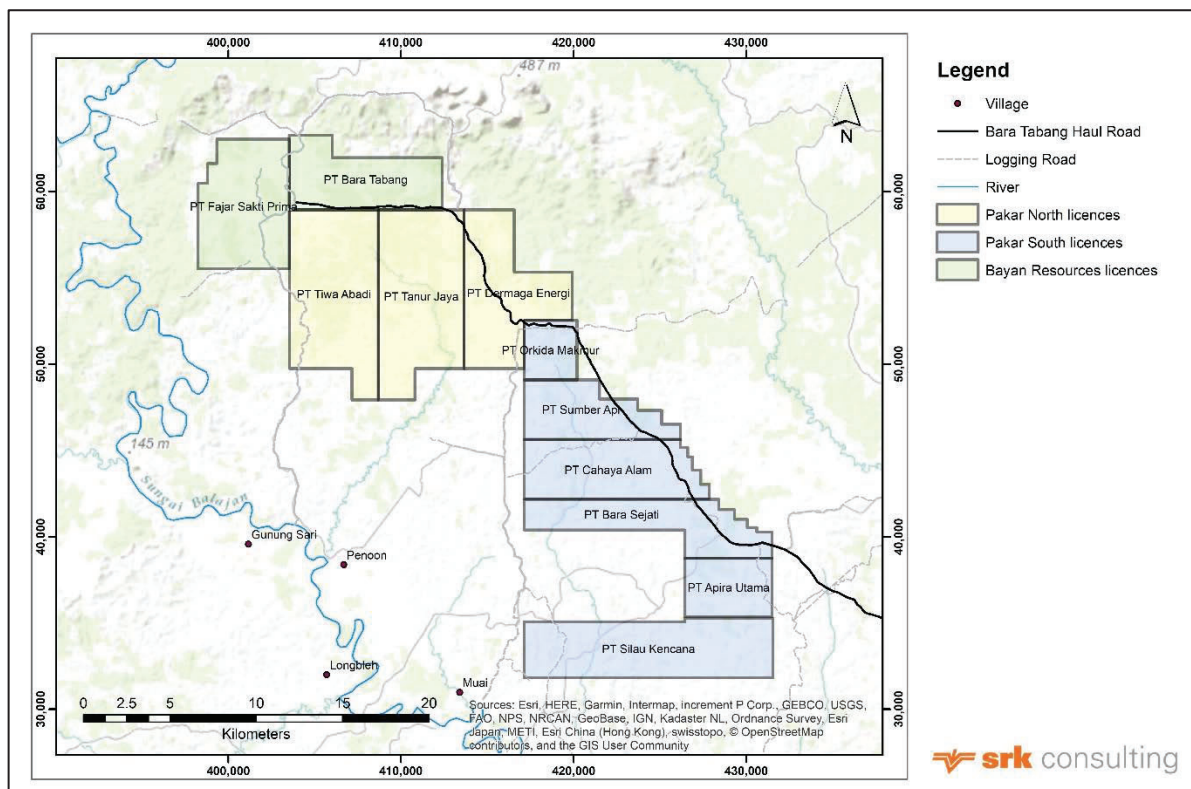 400,000 410,000 420,000 430,000
487 m
N
60,000
50,000
40,000
30,000
PT Bara Tabang
PT Fajar Sakti Prima
PT Tiwa Abadi
PT Tanur Jaya
PT Dermaga Energi
PT Orkida Makmur
PT Sumber Api
PT Cahaya Alam
PT Bara Sejati
PT Apira Utama
PT Silau Kencana
145 m
Sungai Balajan
Gunung Sari
Penoon
Longbleh
Muai
0 2.5 5 10 15 20
Kilometers
Sources: Esri, HERE, Garmin, Intermap, increment P Corp., GEBCO, USGS,
FAO, NPS, NRCAN, GeoBase, IGN, Kadaster NL, Ordnance Survey, Esri
Japan, METI, Esri China (Hong Kong), swisstopo, © OpenStreetMap
contributors, and the GIS User Community
60,000
50,000
40,000
30,000
400,000 410,000 420,000 430,000
Legend
Village
Bara Tabang Haul Road
Logging Road
River
Pakar North licences
Pakar South licences
Bayan Resources licences
srk consulting